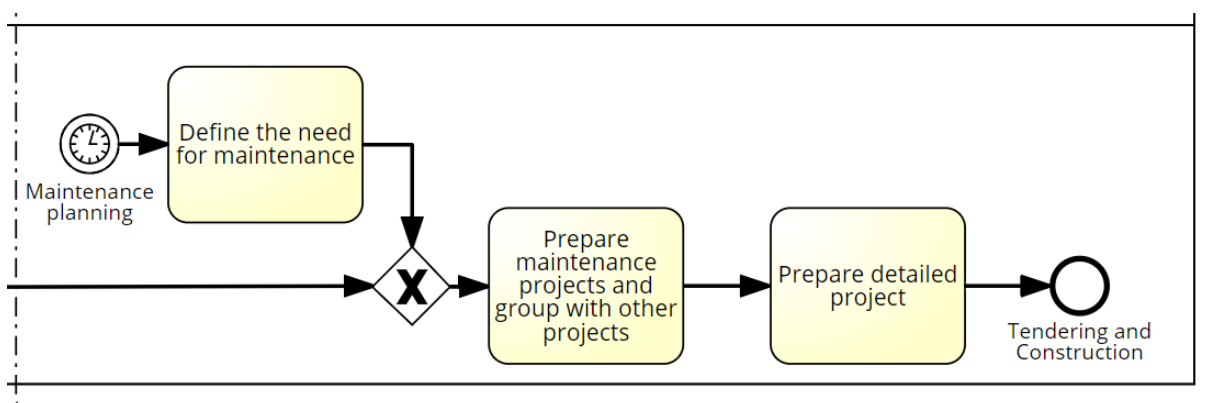 Maintenance
planning
Define the need
for maintenance
X
Prepare
maintenance
projects and
group with other
projects
Prepare detailed
project
Tendering and
Construction